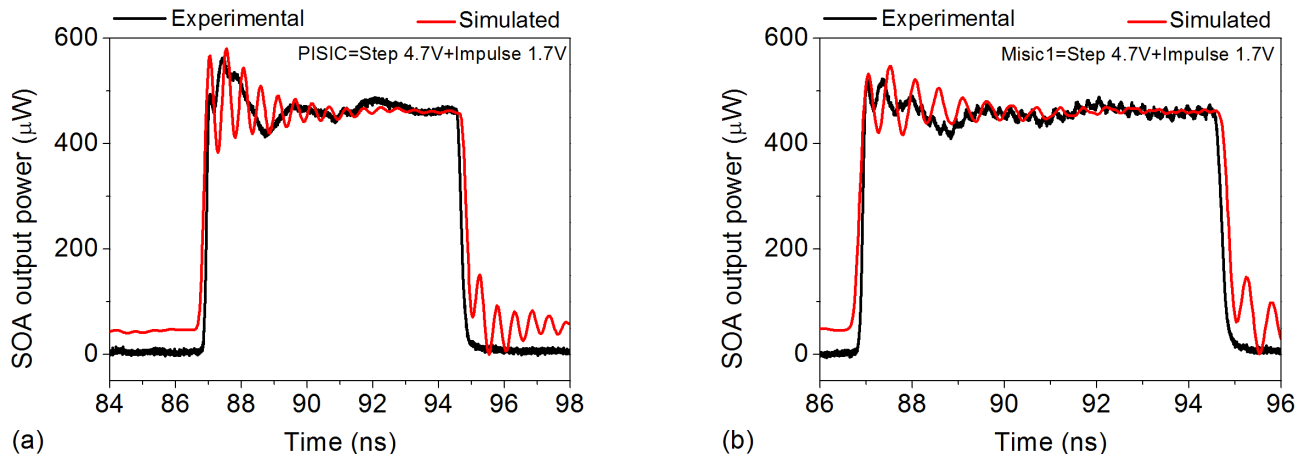 Experimental Simulated
PISIC=Step 4.7V+Impulse 1.7V
600
400
200
0
SOA output power (μW)
84 86 88 90 92 94 96 98
Time (ns)
(a)
Experimental Simulated
Misic1=Step 4.7V+Impulse 1.7V
600
400
200
0
SOA output power (μW)
86 88 90 92 94 96
Time (ns)
(b)